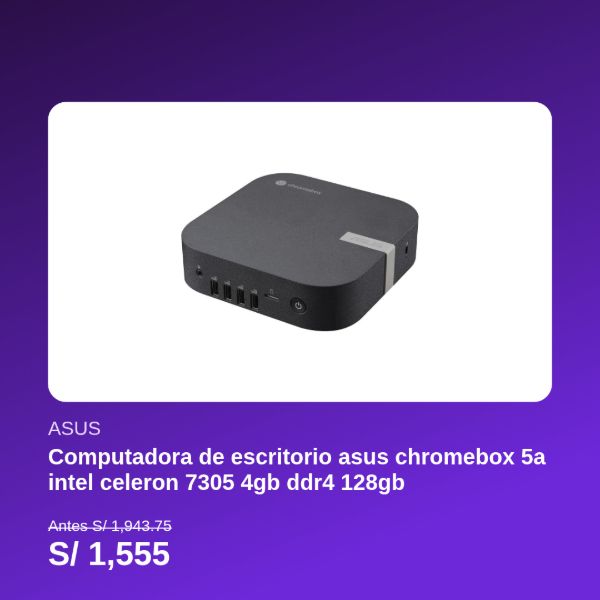 chromebox
ASUS
Computadora de escritorio asus chromebox 5a
intel celeron 7305 4gb ddr4 128gb
Antes S/ 1,943.75
S/ 1,555